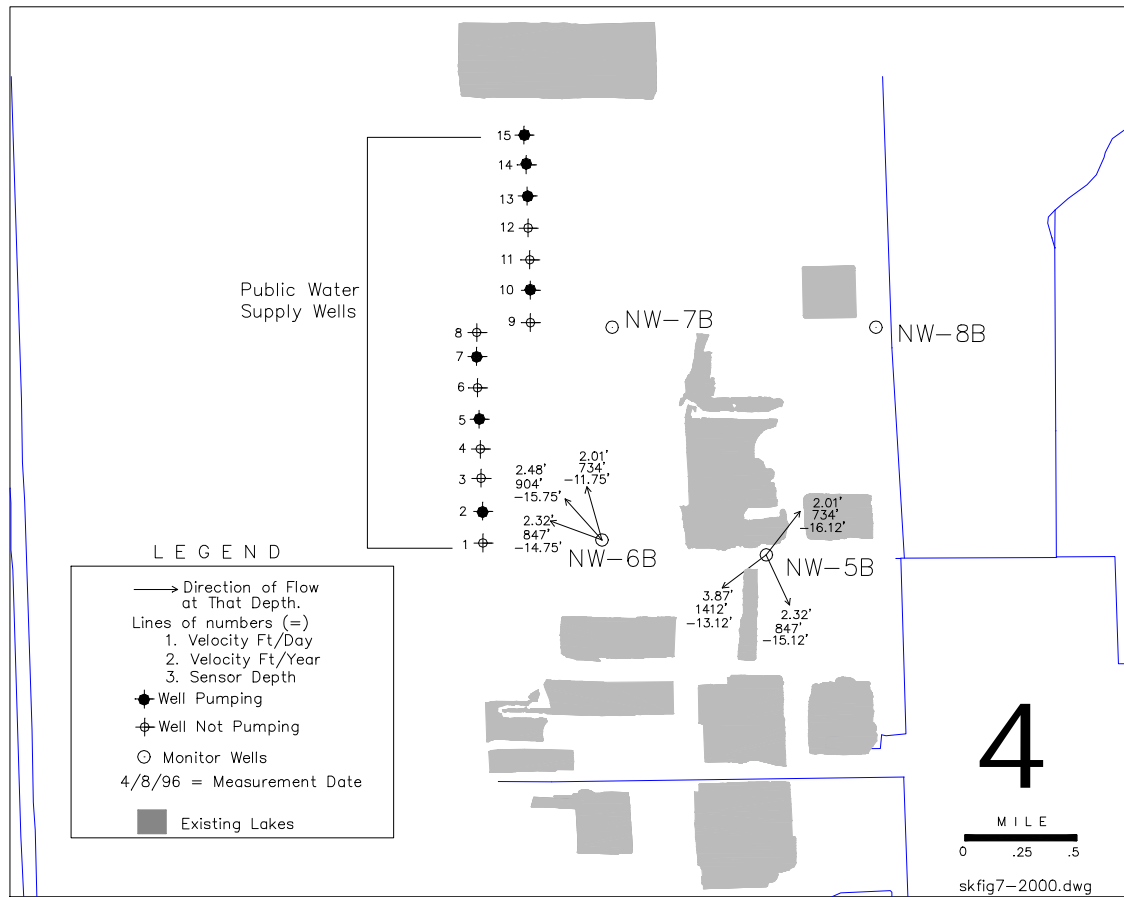 15
14
13
12
11
10
9
8
7
6
5
4
3
2
1
Public Water
Supply Wells
NW-7B
NW-8B
2.48'
904'
-15.75'
2.01'
734'
-11.75'
2.32'
847'
-14.75'
NW-6B
2.01'
734'
-16.12'
NW-5B
3.87'
1412'
-13.12'
2.32'
847'
-15.12'
LEGEND
Direction of Flow
at That Depth.
Lines of numbers (=)
1. Velocity Ft/Day
2. Velocity Ft/Year
3. Sensor Depth
Well Pumping
Well Not Pumping
Monitor Wells
4/8/96 = Measurement Date
Existing Lakes
4
MILE
0 .25 .5
skfig7-2000.dwg